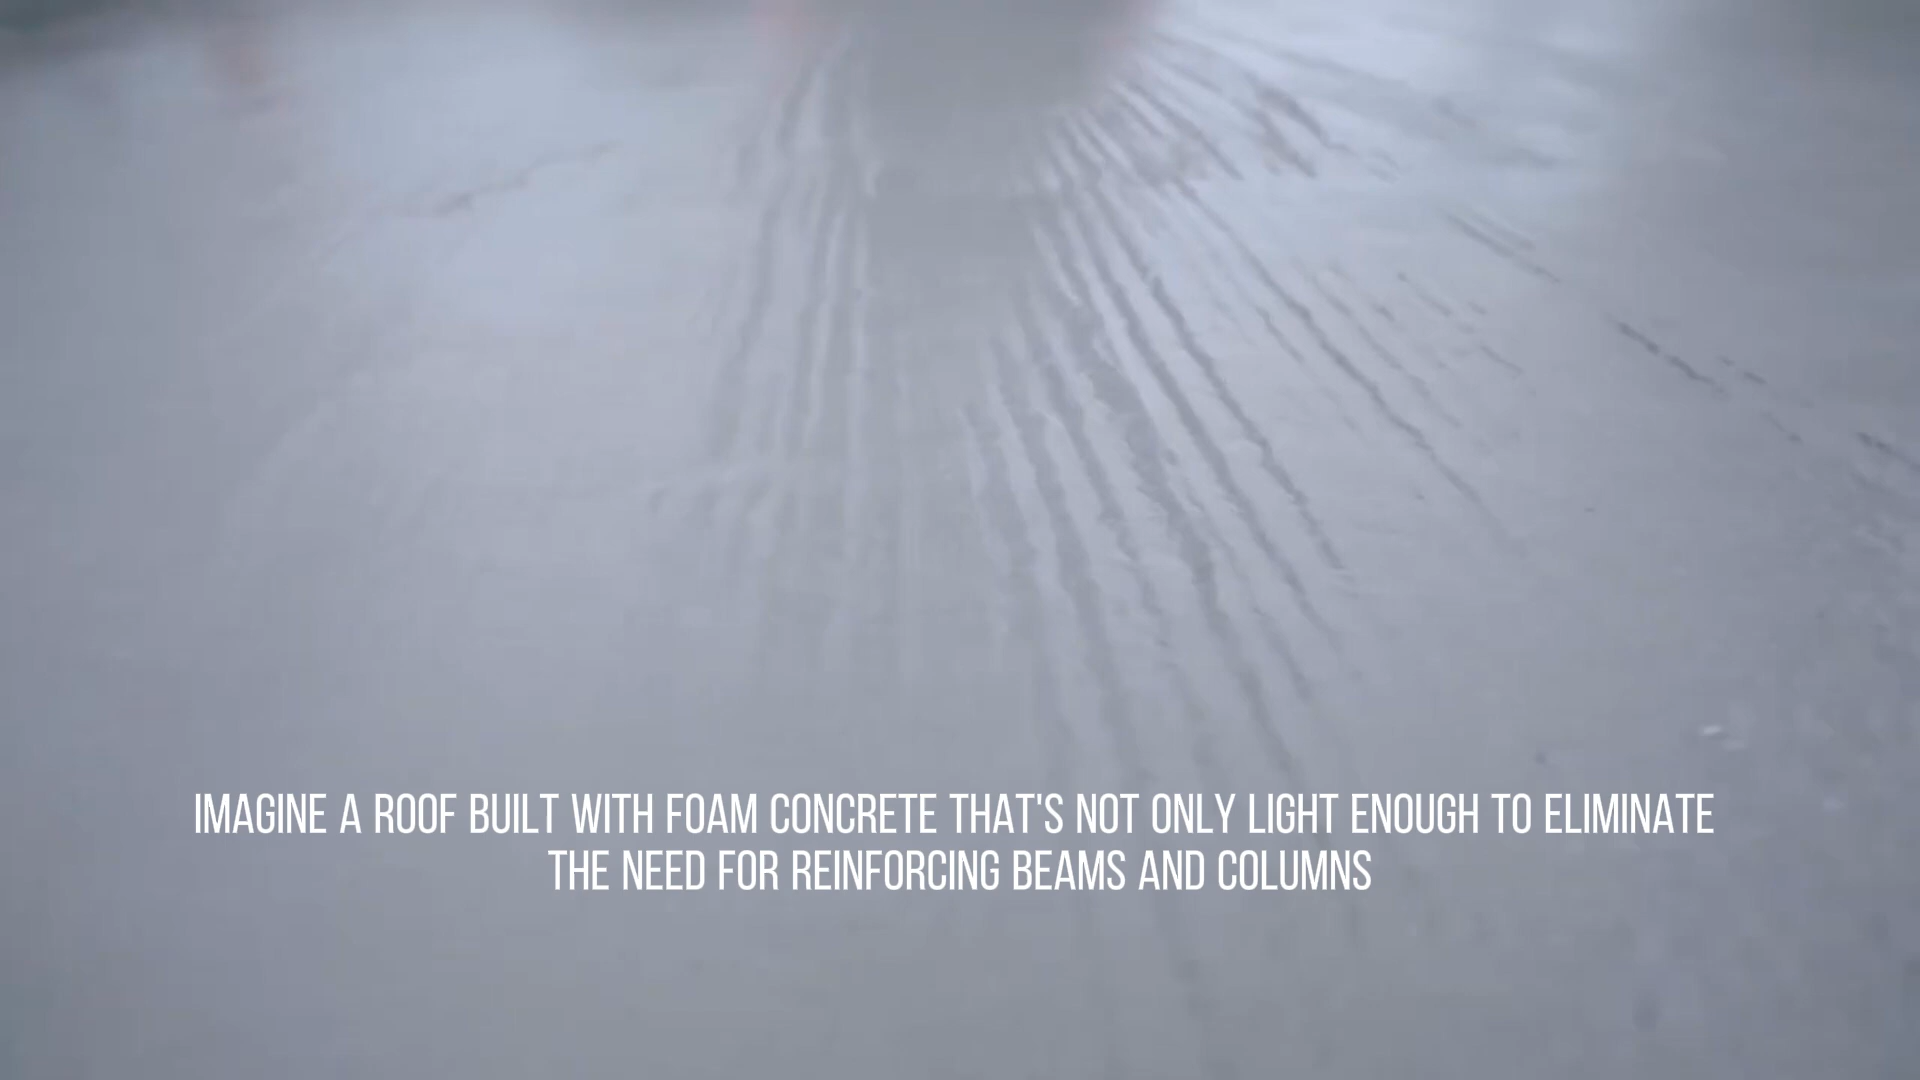 IMAGINE A ROOF BUILT WITH FOAM CONCRETE THAT'S NOT ONLY LIGHT ENOUGH TO ELIMINATE
THE NEED FOR REINFORCING BEAMS AND COLUMNS